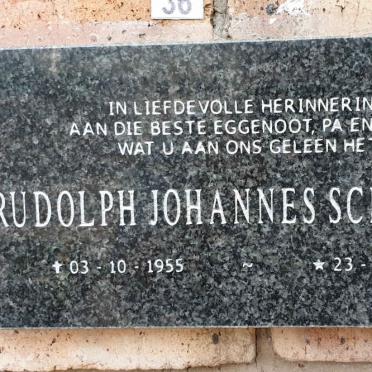 36
IN LIEFDEVOLLE HERINNERIN
AAN DIE BESTE EGGENOOT, PA EN
WAT U AAN ONS GELEEN HE
RUDOLPH JOHANNES SC
✝ 03 - 10 - 1955 ~ ★ 23 -